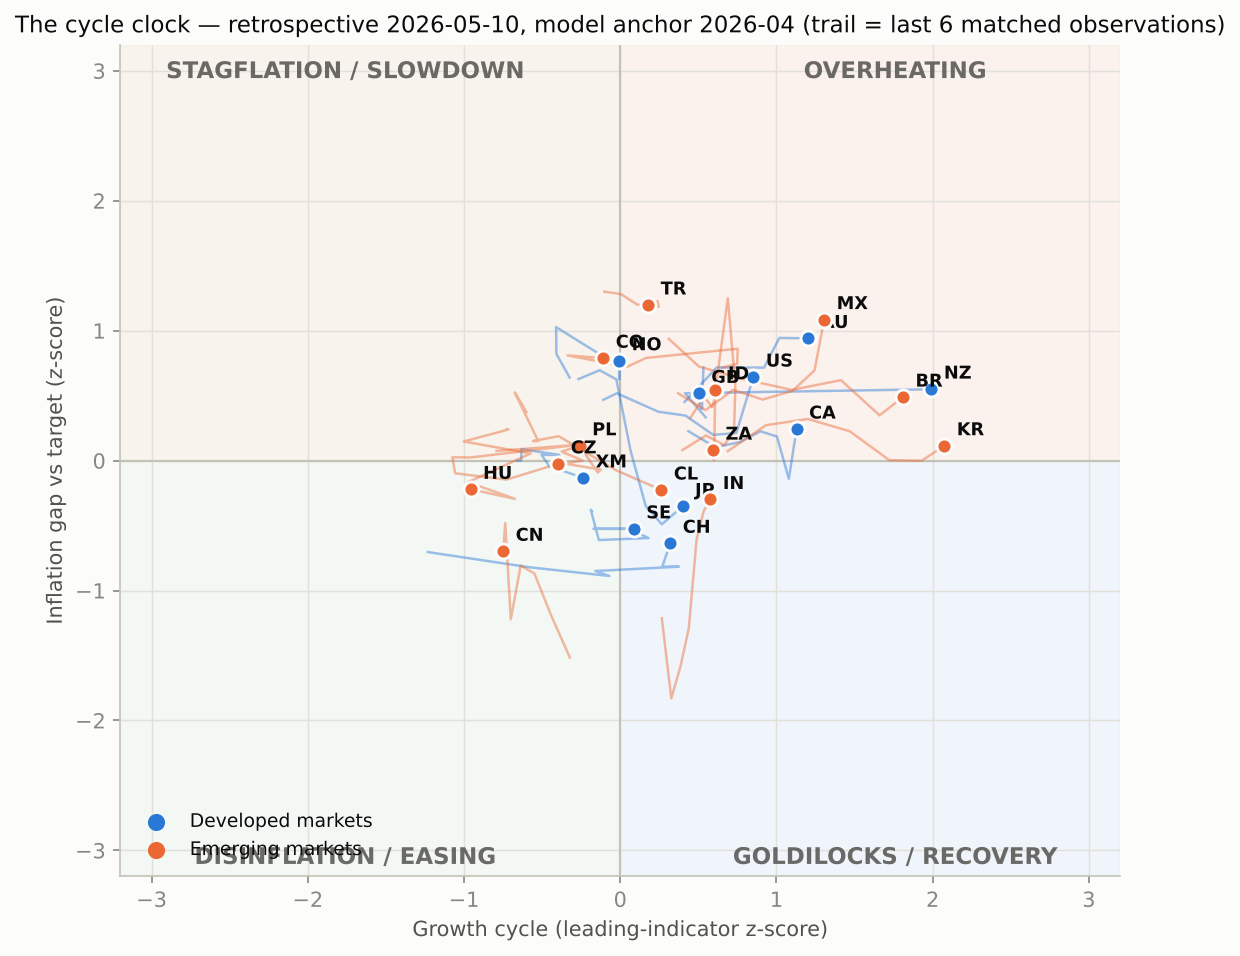 The cycle clock — retrospective 2026-05-10, model anchor 2026-04 (trail = last 6 matched observations)
STAGFLATION / SLOWDOWN
OVERHEATING
3
2
1
0
−1
−2
−3
Inflation gap vs target (z-score)
TR
MX
CO
NO
US
GB
ID
BR
NZ
CA
PL
ZA
KR
CZ
XM
HU
CL
JP
IN
SE
CH
CN
Developed markets
Emerging markets
DISINFLATION / EASING
GOLDILOCKS / RECOVERY
−3
−2
−1
0
1
2
3
Growth cycle (leading-indicator z-score)